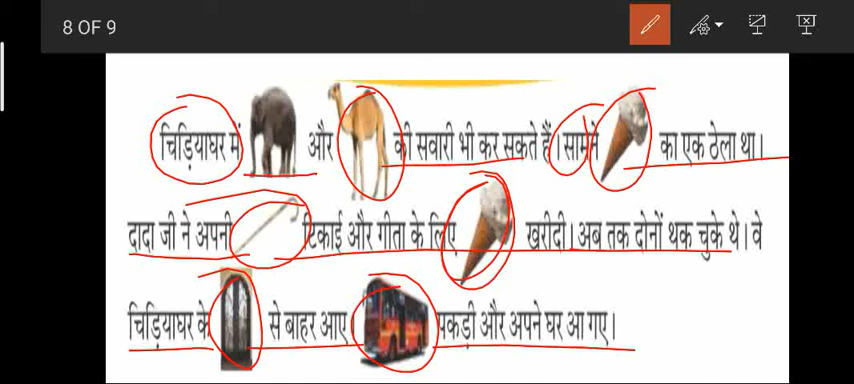 8 OF 9
चिड़ियाघर में और की सवारी भी कर सकते हैं। सामने का एक ठेला था।
दादा जी ने अपनी टिकाई और गीता के लिए खरीदी। अब तक दोनों थक चुके थे। वे
चिड़ियाघर के से बाहर आए। पकड़ी और अपने घर आ गए।